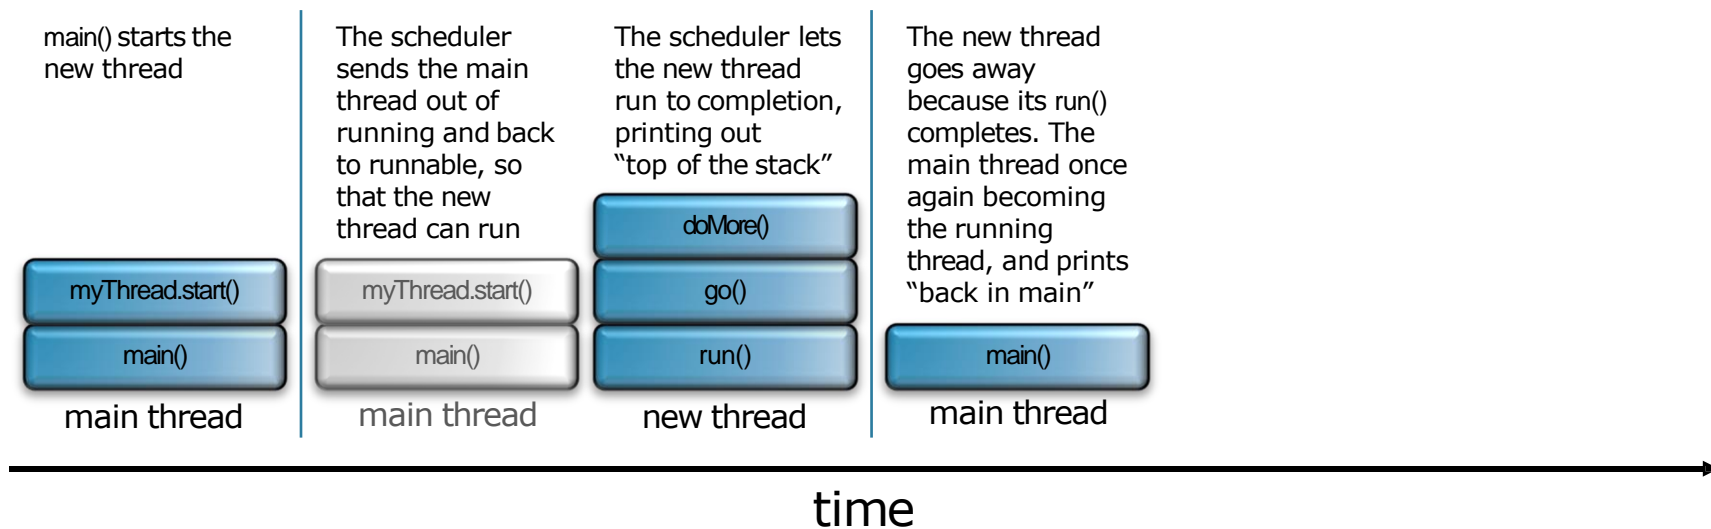 main() starts the
new thread
myThread.start()
main()
main thread
The scheduler
sends the main
thread out of
running and back
to runnable, so
that the new
thread can run
myThread.start()
main()
main thread
The scheduler lets
the new thread
run to completion,
printing out
“top of the stack”
doMore()
go()
run()
new thread
The new thread
goes away
because its run()
completes. The
main thread once
again becoming
the running
thread, and prints
“back in main”
main()
main thread
time